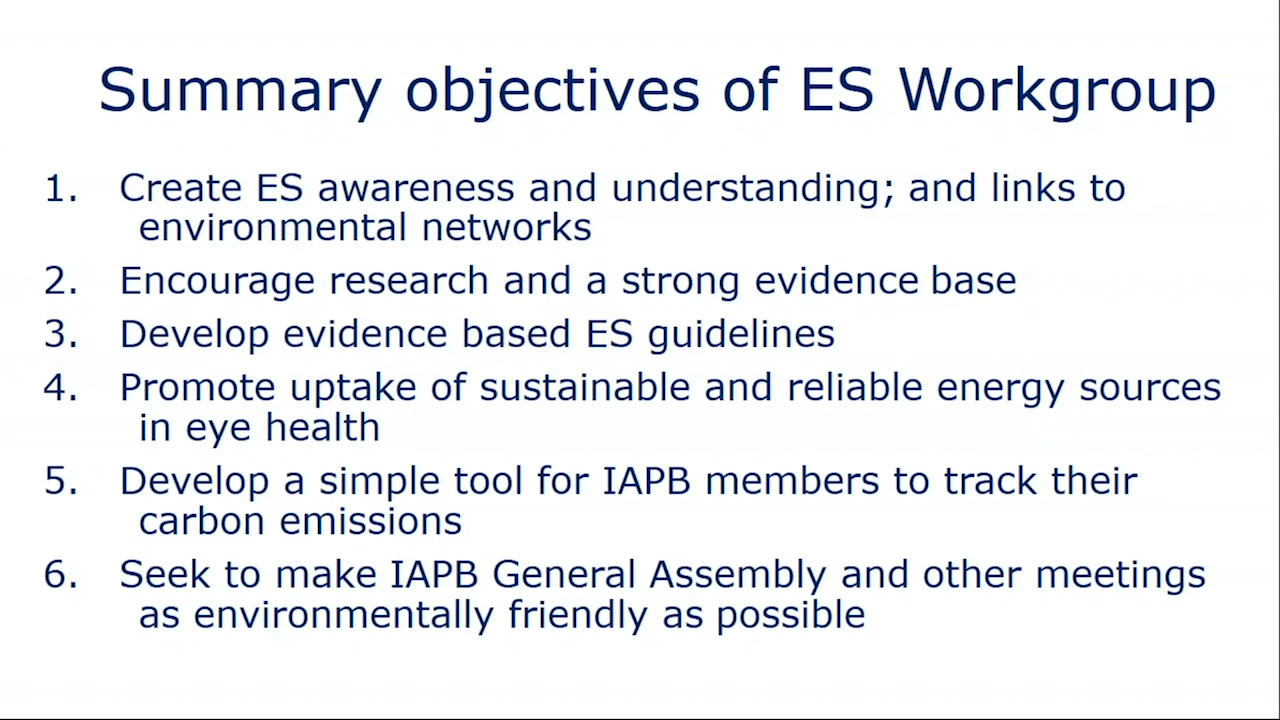 Summary objectives of ES Workgroup
1. Create ES awareness and understanding; and links to
environmental networks
2. Encourage research and a strong evidence base
3. Develop evidence based ES guidelines
4. Promote uptake of sustainable and reliable energy sources
in eye health
5. Develop a simple tool for IAPB members to track their
carbon emissions
6. Seek to make IAPB General Assembly and other meetings
as environmentally friendly as possible